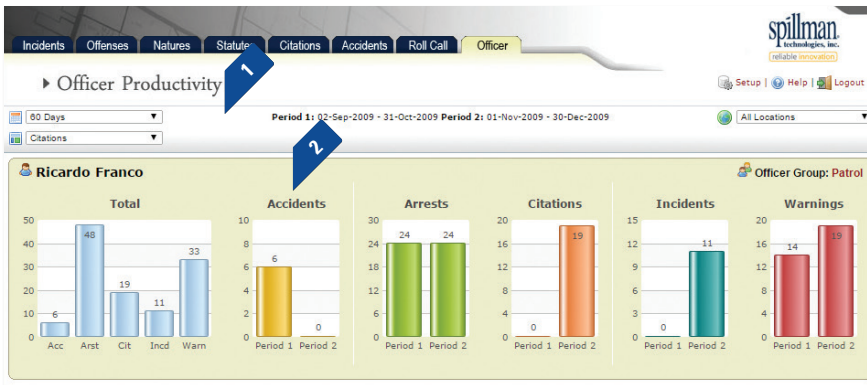 spillman
technologies, inc.
reliable innovation
Incidents Offenses Natures Statutes Citations Accidents Roll Call Officer
Officer Productivity
Setup | Help | Logout
1
60 Days
Period 1: 02-Sep-2009 - 31-Oct-2009 Period 2: 01-Nov-2009 - 30-Dec-2009
All Locations
Citations
2
Ricardo Franco
Officer Group: Patrol
Total
50
40
30
20
10
0
6
48
19
11
33
Acc Arst Cit Incd Warn
Accidents
10
8
6
4
2
0
6
0
Period 1 Period 2
Arrests
30
24
18
12
6
0
24
24
Period 1 Period 2
Citations
20
16
12
8
4
0
0
19
Period 1 Period 2
Incidents
15
12
9
6
3
0
0
11
Period 1 Period 2
Warnings
20
16
12
8
4
0
14
19
Period 1 Period 2